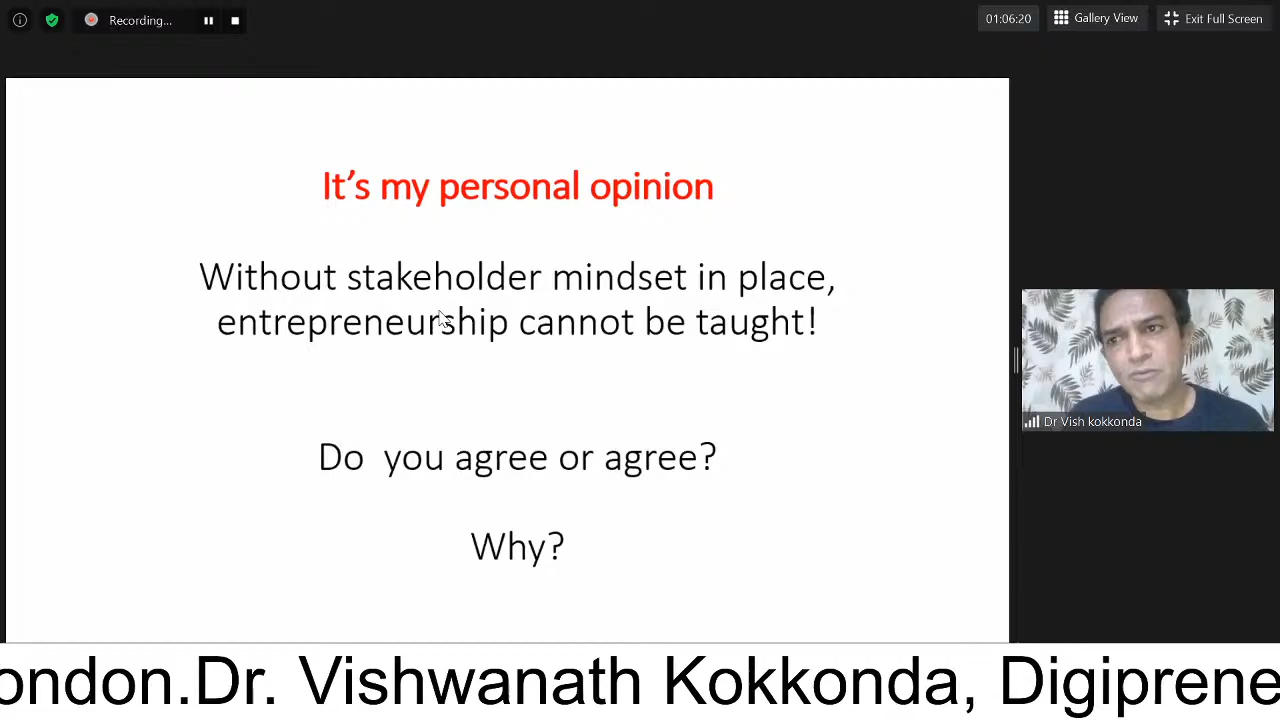 Recording...
01:06:20
Gallery View
Exit Full Screen
It's my personal opinion
Without stakeholder mindset in place,
entrepreneurship cannot be taught!
Do you agree or agree?
Why?
Dr Vish kokkonda
ondon.Dr. Vishwanath Kokkonda, Digiprene